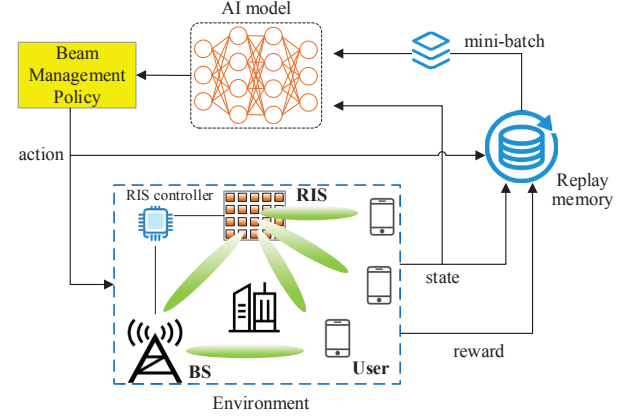 AI model
Beam
Management
Policy
mini-batch
action
Replay
memory
RIS controller
RIS
state
reward
BS
User
Environment